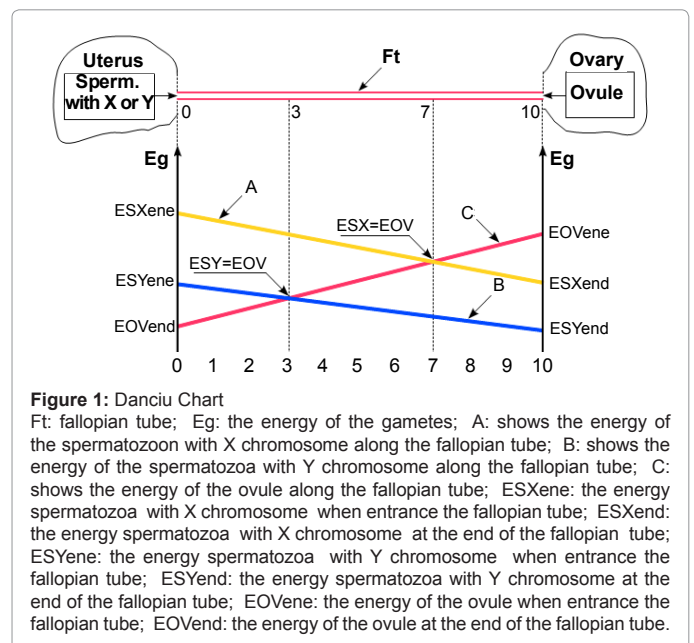 Uterus
Sperm.
with X or Y
Ft
Ovary
Ovule
0 3 7 10
Eg Eg
A
ESXene
ESX=EOV
C
EOVene
ESY=EOV
ESYene
ESXend
B
EOVend
ESYend
0 1 2 3 4 5 6 7 8 9 10
Figure 1: Danciu Chart
Ft: fallopian tube; Eg: the energy of the gametes; A: shows the energy of
the spermatozoon with X chromosome along the fallopian tube; B: shows the
energy of the spermatozoa with Y chromosome along the fallopian tube; C:
shows the energy of the ovule along the fallopian tube; ESXene: the energy
spermatozoa with X chromosome when entrance the fallopian tube; ESXend:
the energy spermatozoa with X chromosome at the end of the fallopian tube;
ESYene: the energy spermatozoa with Y chromosome when entrance the
fallopian tube; ESYend: the energy spermatozoa with Y chromosome at the
end of the fallopian tube; EOVene: the energy of the ovule when entrance the
fallopian tube; EOVend: the energy of the ovule at the end of the fallopian tube.